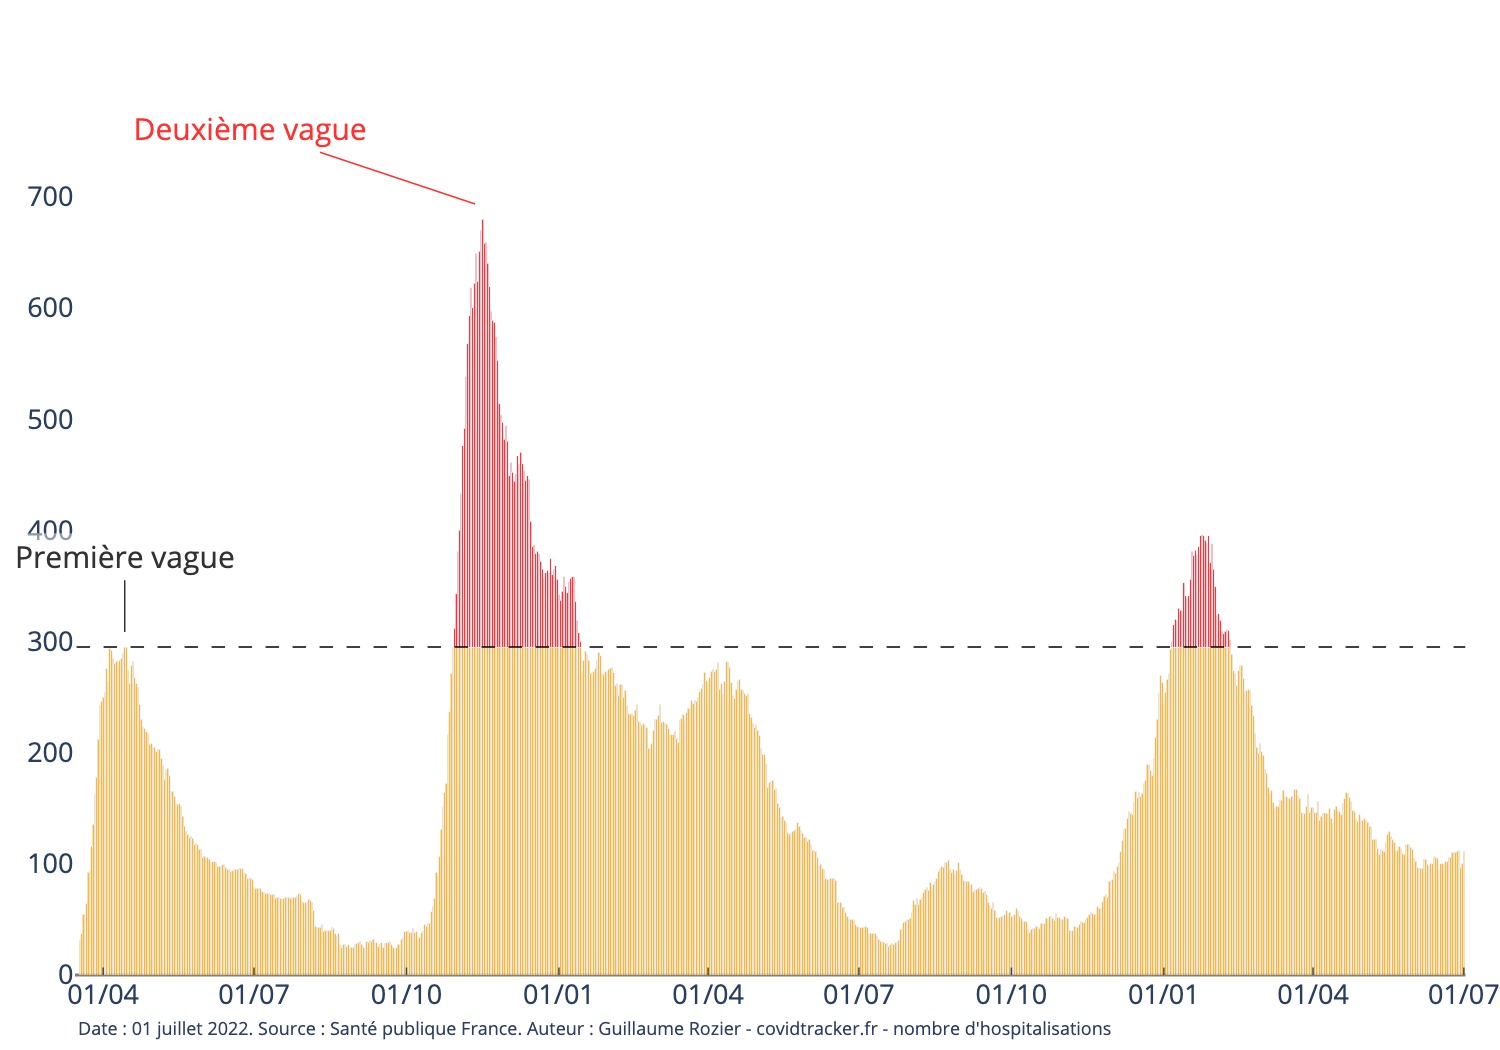 Deuxième vague
700
600
500
400
Première vague
300
200
100
0
01/04 01/07 01/10 01/01 01/04 01/07 01/10 01/01 01/04 01/07
Date : 01 juillet 2022. Source : Santé publique France. Auteur : Guillaume Rozier - covidtracker.fr - nombre d'hospitalisations